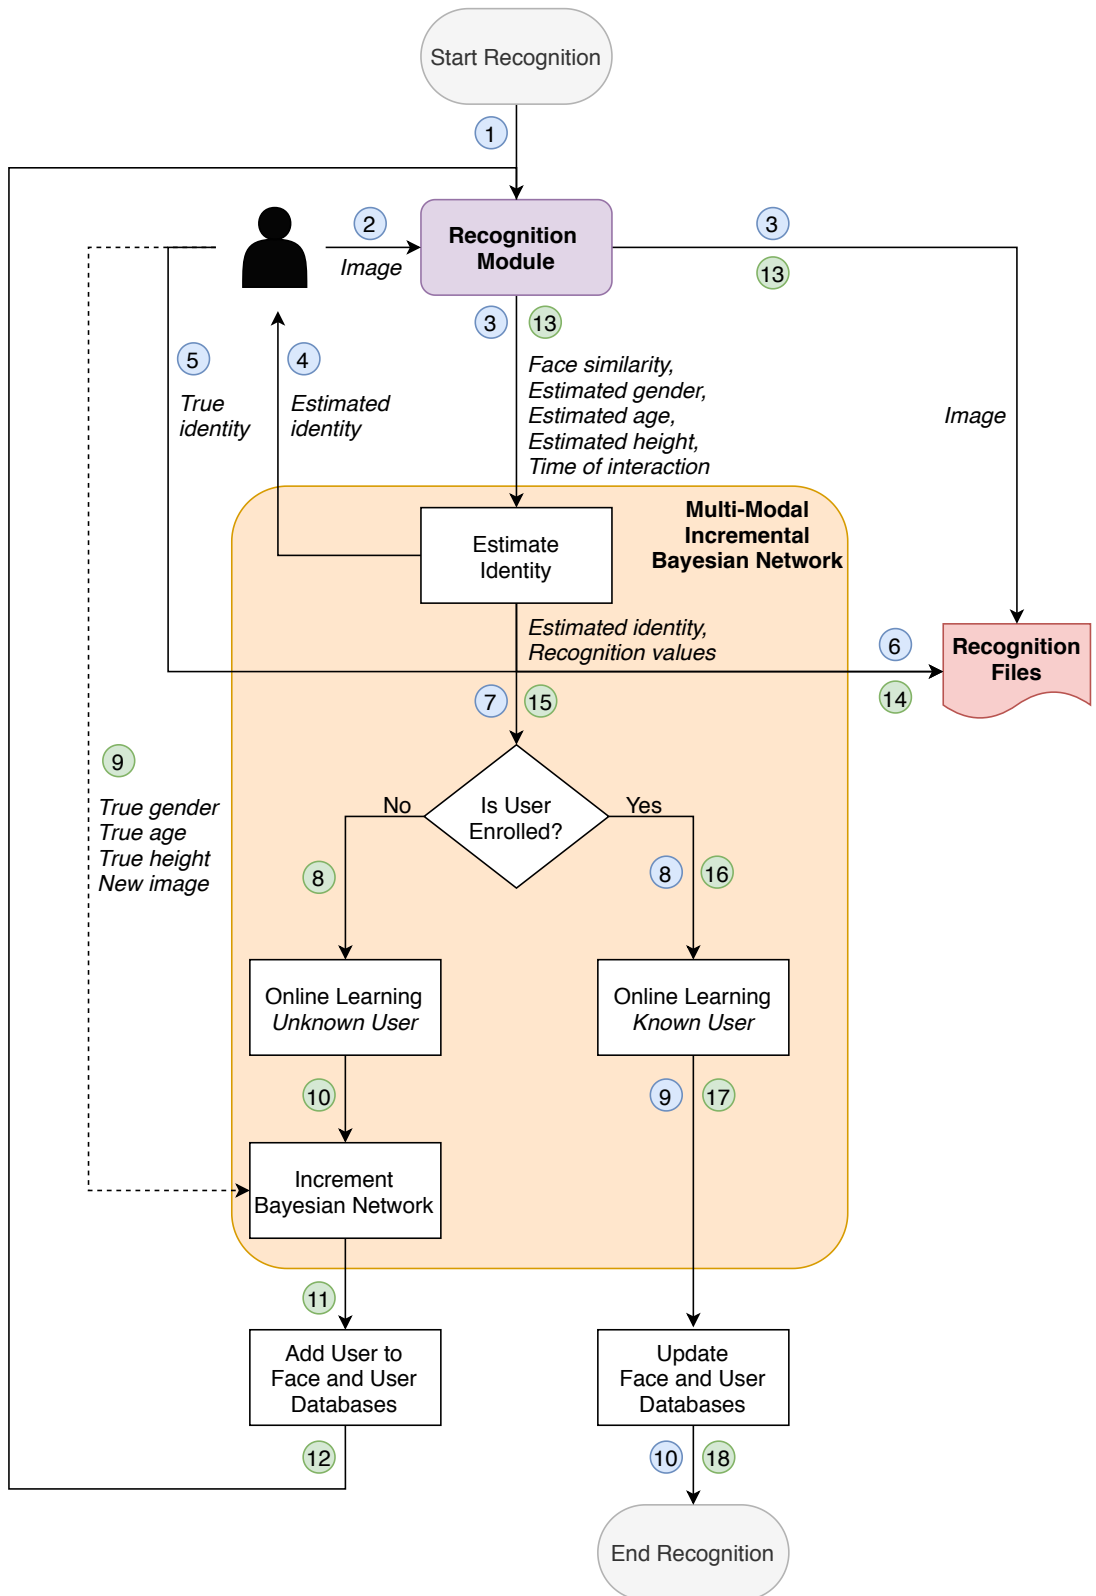 Start Recognition
1
2
Image
Recognition
Module
3
13
3
13
Face similarity,
Estimated gender,
Estimated age,
Estimated height,
Time of interaction
Image
5
True
identity
4
Estimated
identity
Multi-Modal
Incremental
Bayesian Network
Estimate
Identity
Estimated identity,
Recognition values
6
14
Recognition
Files
7
15
9
True gender
True age
True height
New image
No
Is User
Enrolled?
Yes
8
8
16
Online Learning
Unknown User
Online Learning
Known User
10
9
17
Increment
Bayesian Network
11
Add User to
Face and User
Databases
Update
Face and User
Databases
12
10
18
End Recognition